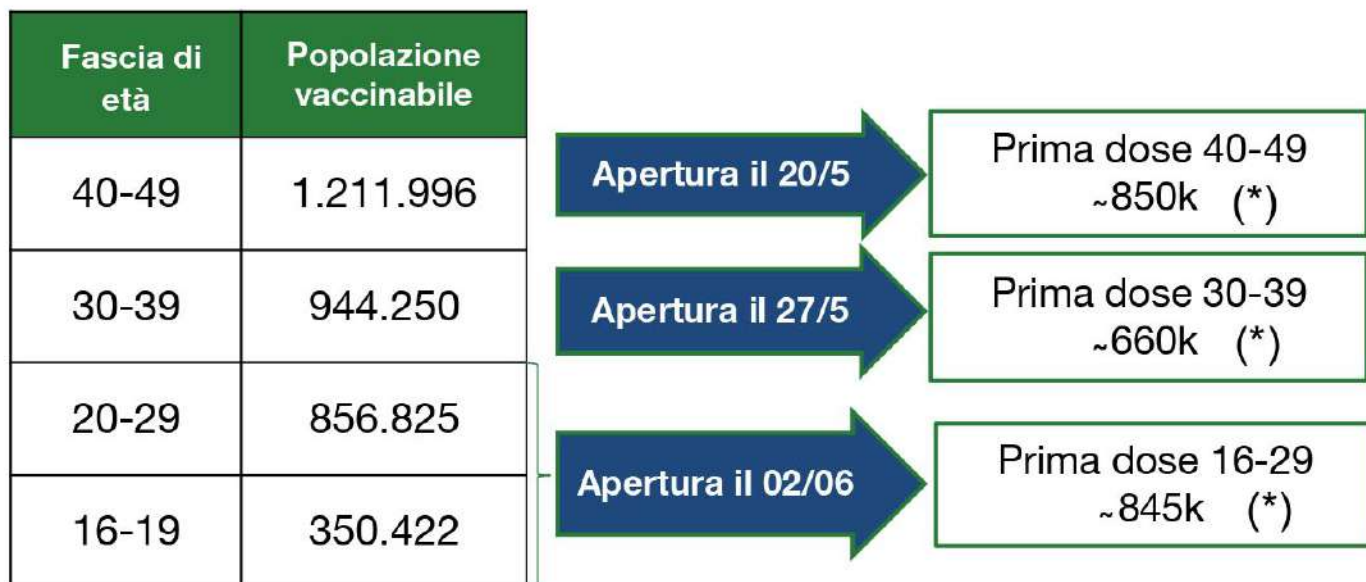 Fascia di
età
Popolazione
vaccinabile
40-49
1.211.996
Apertura il 20/5
Prima dose 40-49
~850k (*)
30-39
944.250
Apertura il 27/5
Prima dose 30-39
~660k (*)
20-29
856.825
16-19
350.422
Apertura il 02/06
Prima dose 16-29
~845k (*)